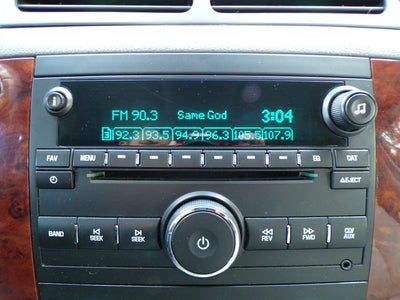 FM 90.3 Same God 3:04
3 92.3 93.5 94.9 96.3 105.5 107.9
FAV MENU EQ CAT
EJECT
BAND SEEK SEEK REV FWD CD/AUX